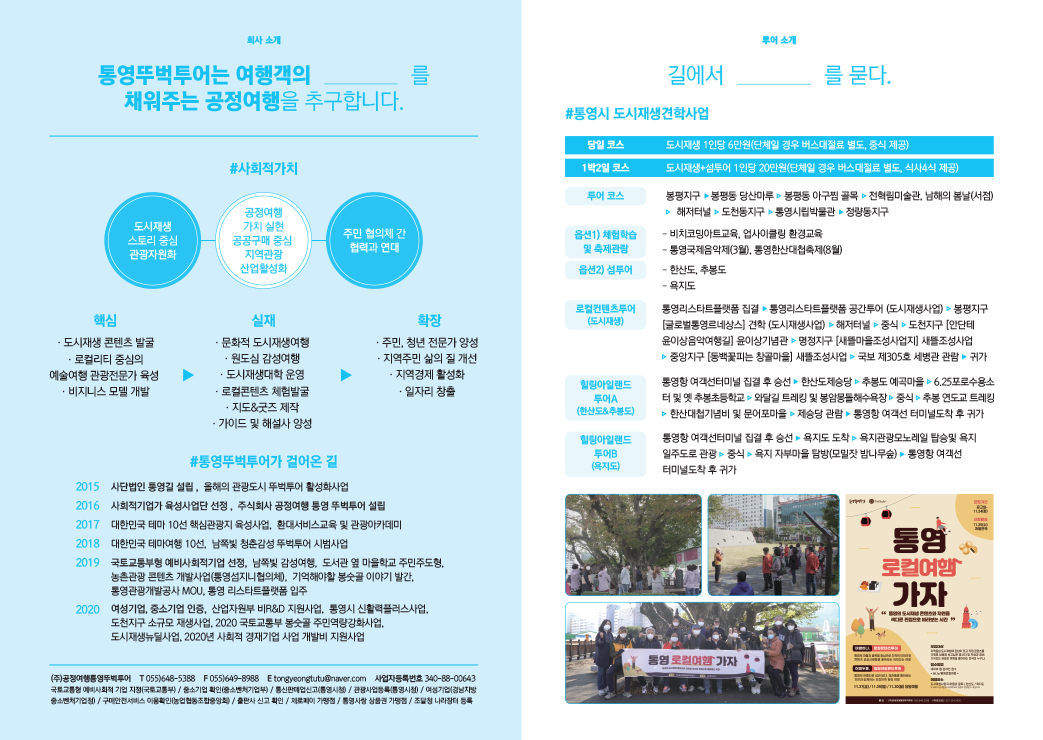 회사 소개
통영뚜벅투어는 여행객의 ________ 를
채워주는 공정여행을 추구합니다.
#사회적가치
도시재생
스토리 중심
관광자원화
공정여행
가치 실현
공공구매 중심
지역관광
산업활성화
주민 협의체 간
협력과 연대
핵심
· 도시재생 콘텐츠 발굴
· 로컬리티 중심의
예술여행 관광전문가 육성
· 비지니스 모델 개발
▶
실재
· 문화적 도시재생여행
· 원도심 감성여행
· 도시재생대학 운영
· 로컬콘텐츠 체험발굴
· 지도&굿즈 제작
· 가이드 및 해설사 양성
▶
확장
· 주민, 청년 전문가 양성
· 지역주민 삶의 질 개선
· 지역경제 활성화
· 일자리 창출
#통영뚜벅투어가 걸어온 길
2015 사단법인 통영길 설립 , 올해의 관광도시 뚜벅투어 활성화사업
2016 사회적기업가 육성사업단 선정 , 주식회사 공정여행 통영 뚜벅투어 설립
2017 대한민국 테마 10선 핵심관광지 육성사업, 환대서비스교육 및 관광아카데미
2018 대한민국 테마여행 10선, 남쪽빛 청춘감성 뚜벅투어 시범사업
2019 국토교통부형 예비사회적기업 선정, 남쪽빛 감성여행, 도서관 옆 마을학교 주민주도형,
농촌관광 콘텐츠 개발사업(통영섬지니협의체), 기억해야할 봉숫골 이야기 발간,
통영관광개발공사 MOU, 통영 리스타트플랫폼 입주
2020 여성기업, 중소기업 인증, 산업자원부 비R&D 지원사업, 통영시 신활력플러스사업,
도천지구 소규모 재생사업, 2020 국토교통부 봉숫골 주민역량강화사업,
도시재생뉴딜사업, 2020년 사회적 경재기업 사업 개발비 지원사업
(주)공정여행통영뚜벅투어 T 055)648-5388 F 055)649-8988 E tongyeongtutu@naver.com 사업자등록번호 340-88-00643
국토교통형 예비사회적 기업 지정(국토교통부) / 중소기업 확인(중소벤처기업부) / 통신판매업신고(통영시청) / 관광사업등록(통영시청) / 여성기업(경남지방
중소벤처기업청) / 구매안전서비스 이용확인(농업협동조합중앙회) / 출판사 신고 확인 / 제로페이 가맹점 / 통영사랑 상품권 가맹점 / 조달청 나라장터 등록
투어 소개
길에서 ________ 를 묻다.
#통영시 도시재생견학사업
당일 코스 도시재생 1인당 6만원(단체일 경우 버스대절료 별도, 중식 제공)
1박2일 코스 도시재생+섬투어 1인당 20만원(단체일 경우 버스대절료 별도, 식사4식 제공)
투어 코스 봉평지구 ▶ 봉평동 당산마루 ▶ 봉평동 아구찜 골목 ▶ 전혁림미술관, 남해의 봄날(서점)
▶ 해저터널 ▶ 도천동지구 ▶ 통영시립박물관 ▶ 정량동지구
옵션1) 체험학습
및 축제관람
– 비치코밍아트교육, 업사이클링 환경교육
– 통영국제음악제(3월), 통영한산대첩축제(8월)
옵션2) 섬투어 – 한산도, 추봉도
– 욕지도
로컬컨텐츠투어
(도시재생)
통영리스타트플랫폼 집결 ▶ 통영리스타트플랫폼 공간투어 (도시재생사업) ▶ 봉평지구
[글로벌통영르네상스] 견학 (도시재생사업) ▶ 해저터널 ▶ 중식 ▶ 도천지구 [안단테
윤이상음악여행길] 윤이상기념관 ▶ 명정지구 [새뜰마을조성사업지] 새뜰조성사업
▶ 중앙지구 [동백꽃피는 창골마을] 새뜰조성사업 ▶ 국보 제305호 세병관 관람 ▶ 귀가
힐링아일랜드
투어A
(한산도&추봉도)
통영항 여객선터미널 집결 후 승선 ▶ 한산도제승당 ▶ 추봉도 예곡마을 ▶ 6.25포로수용소
터 및 옛 추봉초등학교 ▶ 와달길 트레킹 및 봉암몽돌해수욕장 ▶ 중식 ▶ 추봉 연도교 트레킹
▶ 한산대첩기념비 및 문어포마을 ▶ 제승당 관람 ▶ 통영항 여객선 터미널도착 후 귀가
힐링아일랜드
투어B
(욕지도)
통영항 여객선터미널 집결 후 승선 ▶ 욕지도 도착 ▶ 욕지관광모노레일 탑승및 욕지
일주도로 관광 ▶ 중식 ▶ 욕지 자부마을 탐방(모밀잣 밤나무숲) ▶ 통영항 여객선
터미널도착 후 귀가
통영 로컬여행 가자
통영
로컬여행
가자